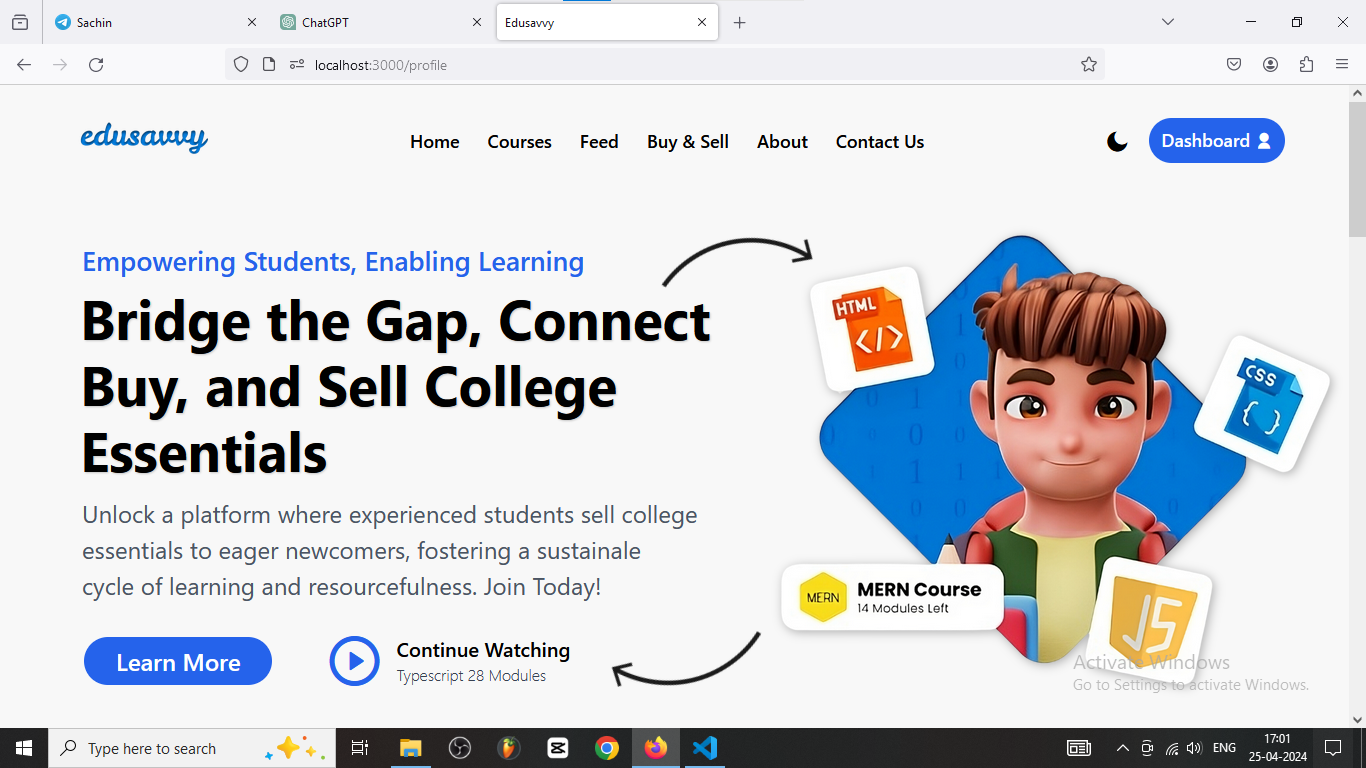 Sachin
ChatGPT
Edusavvy
localhost:3000/profile
edusavvy
Home Courses Feed Buy & Sell About Contact Us
Dashboard
Empowering Students, Enabling Learning
Bridge the Gap, Connect
Buy, and Sell College
Essentials
Unlock a platform where experienced students sell college
essentials to eager newcomers, fostering a sustainale
cycle of learning and resourcefulness. Join Today!
Learn More
Continue Watching
Typescript 28 Modules
HTML
</>
CSS
{ }
MERN
MERN Course
14 Modules Left
JS
Activate Windows
Go to Settings to activate Windows.
Type here to search
ENG
17:01
25-04-2024